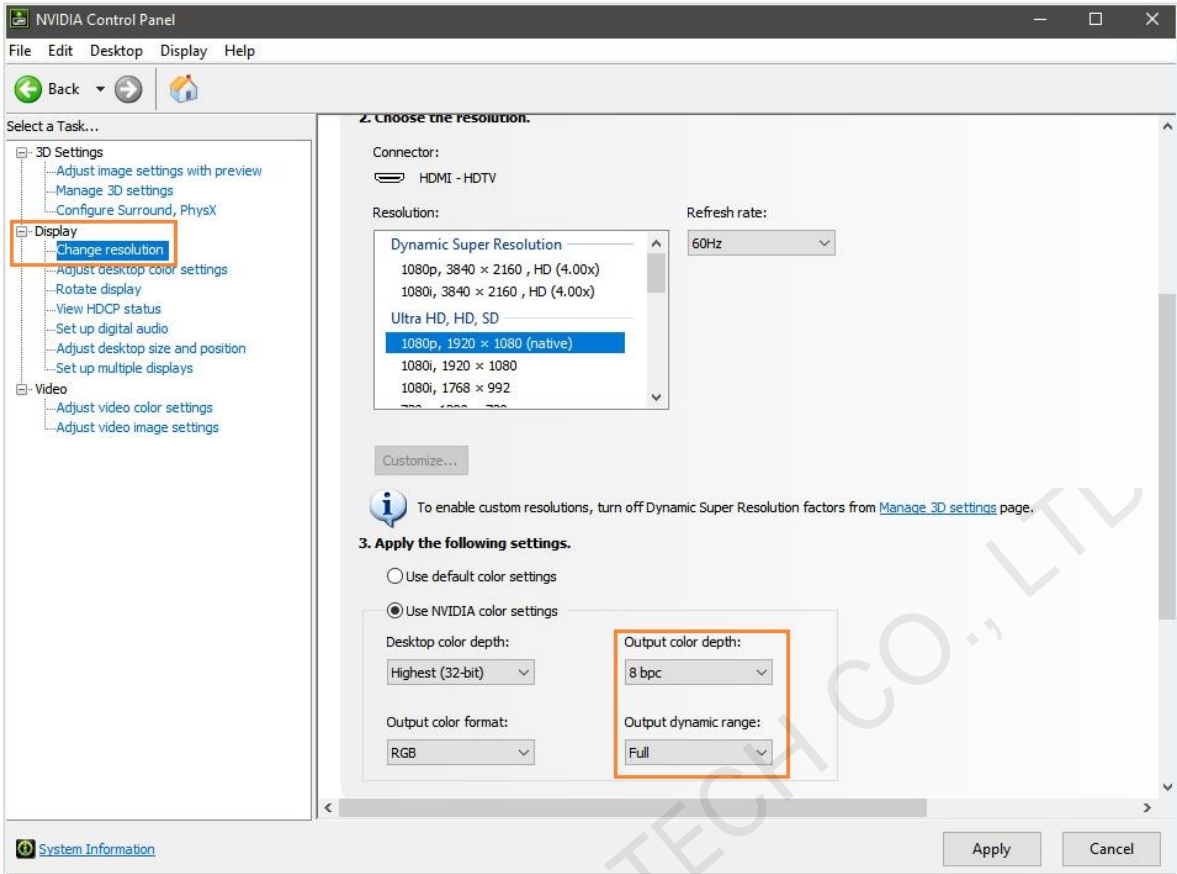 NVIDIA Control Panel
File Edit Desktop Display Help
Back
Select a Task...
3D Settings
Adjust image settings with preview
Manage 3D settings
Configure Surround, PhysX
Display
Change resolution
Adjust desktop color settings
Rotate display
View HDCP status
Set up digital audio
Adjust desktop size and position
Set up multiple displays
Video
Adjust video color settings
Adjust video image settings
System Information
2. Choose the resolution.
Connector:
HDMI - HDTV
Resolution:
Refresh rate:
Dynamic Super Resolution
60Hz
1080p, 3840 × 2160 , HD (4.00x)
1080i, 3840 × 2160 , HD (4.00x)
Ultra HD, HD, SD
1080p, 1920 × 1080 (native)
1080i, 1920 × 1080
1080i, 1768 × 992
Customize...
To enable custom resolutions, turn off Dynamic Super Resolution factors from Manage 3D settings page.
3. Apply the following settings.
Use default color settings
Use NVIDIA color settings
Desktop color depth:
Output color depth:
Highest (32-bit)
8 bpc
Output color format:
Output dynamic range:
RGB
Full
Apply
Cancel
TECH CO., LTD